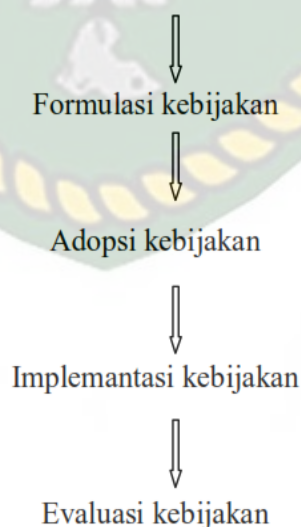 Formulasi kebijakan
Adopsi kebijakan
Implemantasi kebijakan
Evaluasi kebijakan